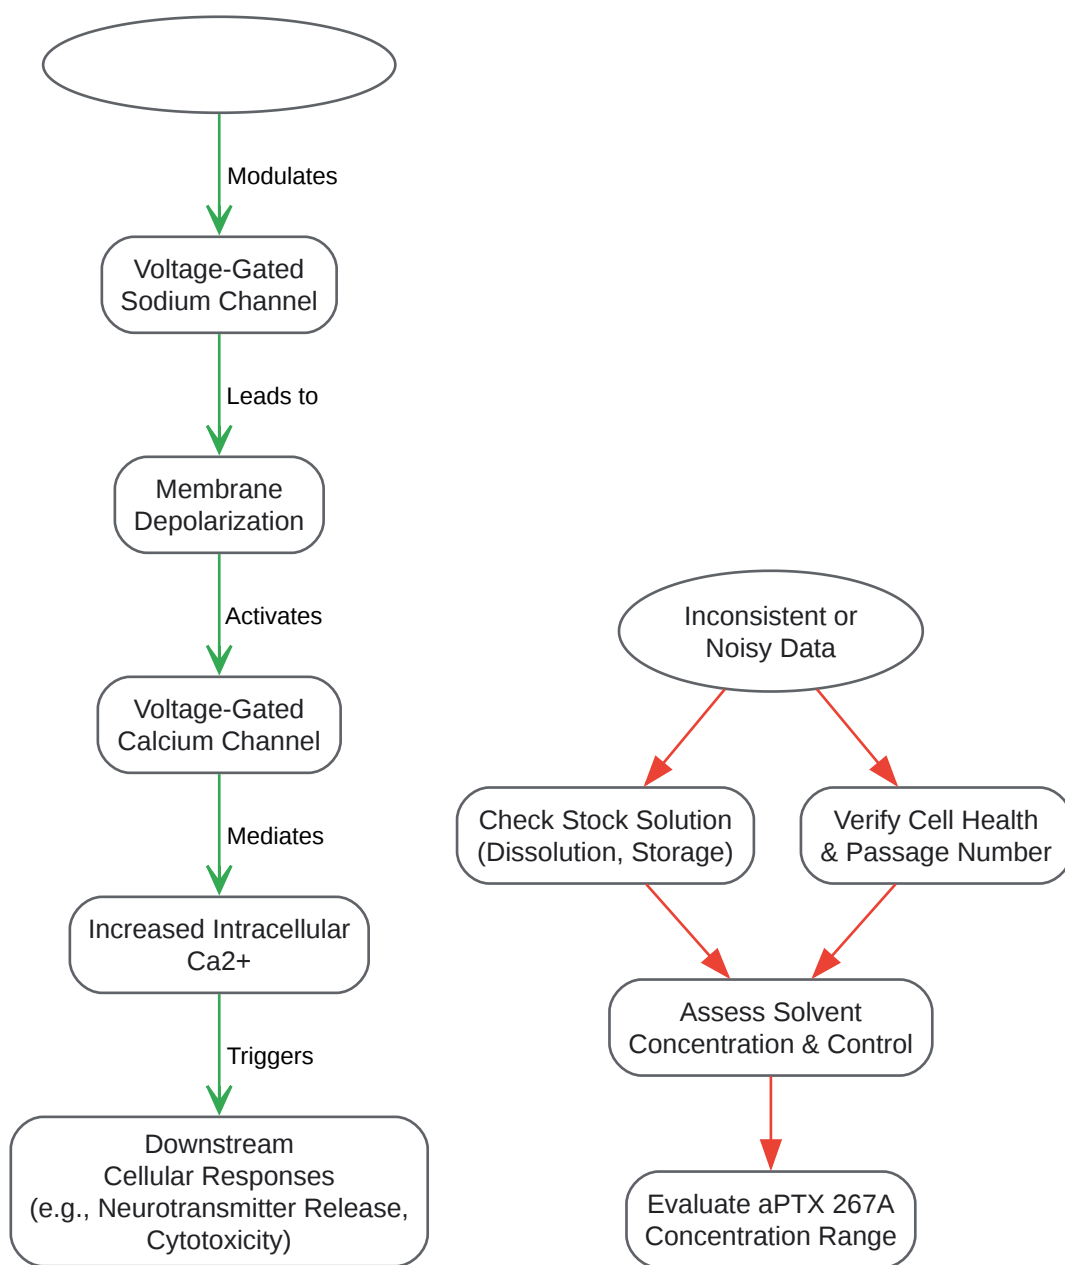 Modulates
Voltage-Gated
Sodium Channel
Leads to
Membrane
Depolarization
Activates
Voltage-Gated
Calcium Channel
Mediates
Increased Intracellular
Ca2+
Triggers
Downstream
Cellular Responses
(e.g., Neurotransmitter Release,
Cytotoxicity)
Inconsistent or
Noisy Data
Check Stock Solution
(Dissolution, Storage)
Verify Cell Health
& Passage Number
Assess Solvent
Concentration & Control
Evaluate aPTX 267A
Concentration Range